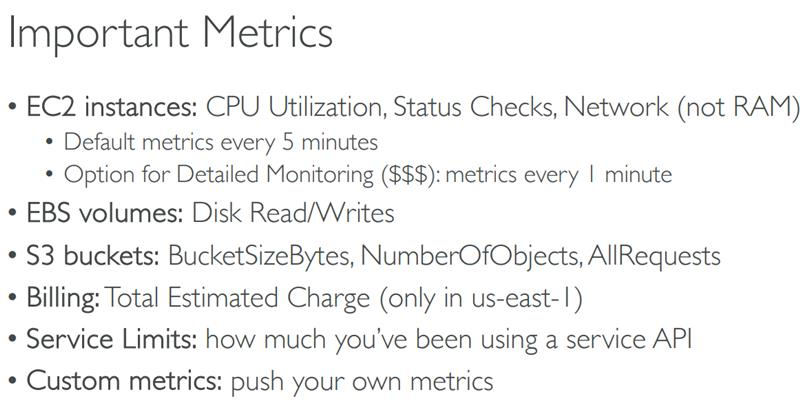 Important Metrics
• EC2 instances: CPU Utilization, Status Checks, Network (not RAM)
• Default metrics every 5 minutes
• Option for Detailed Monitoring ($$$): metrics every 1 minute
• EBS volumes: Disk Read/Writes
• S3 buckets: BucketSizeBytes, NumberOfObjects, AllRequests
• Billing: Total Estimated Charge (only in us-east-1)
• Service Limits: how much you've been using a service API
• Custom metrics: push your own metrics